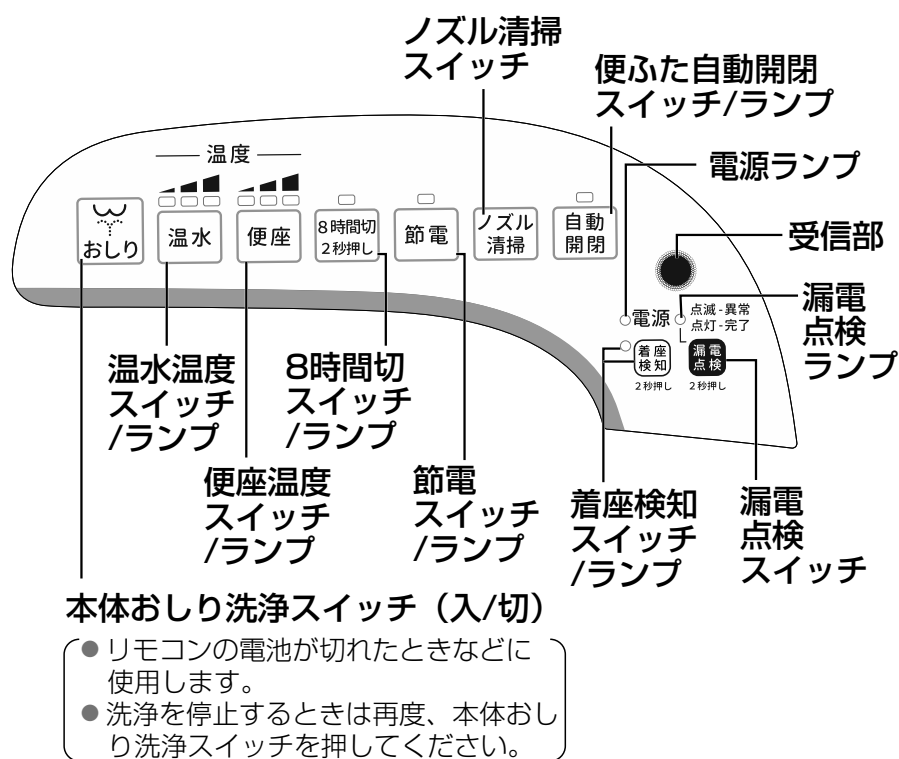 ノズル清掃
スイッチ
便ふた自動開閉
スイッチ/ランプ
電源ランプ
受信部
漏電
点検
ランプ
温度
おしり
温水
便座
8時間切
2秒押し
節電
ノズル
清掃
自動
開閉
電源
点滅-異常
点灯-完了
着座
検知
2秒押し
漏電
点検
2秒押し
温水温度
スイッチ
/ランプ
8時間切
スイッチ
/ランプ
便座温度
スイッチ
/ランプ
節電
スイッチ
/ランプ
着座検知
スイッチ
/ランプ
漏電
点検
スイッチ
本体おしり洗浄スイッチ（入/切）
●リモコンの電池が切れたときなどに
使用します。
●洗浄を停止するときは再度、本体おし
り洗浄スイッチを押してください。